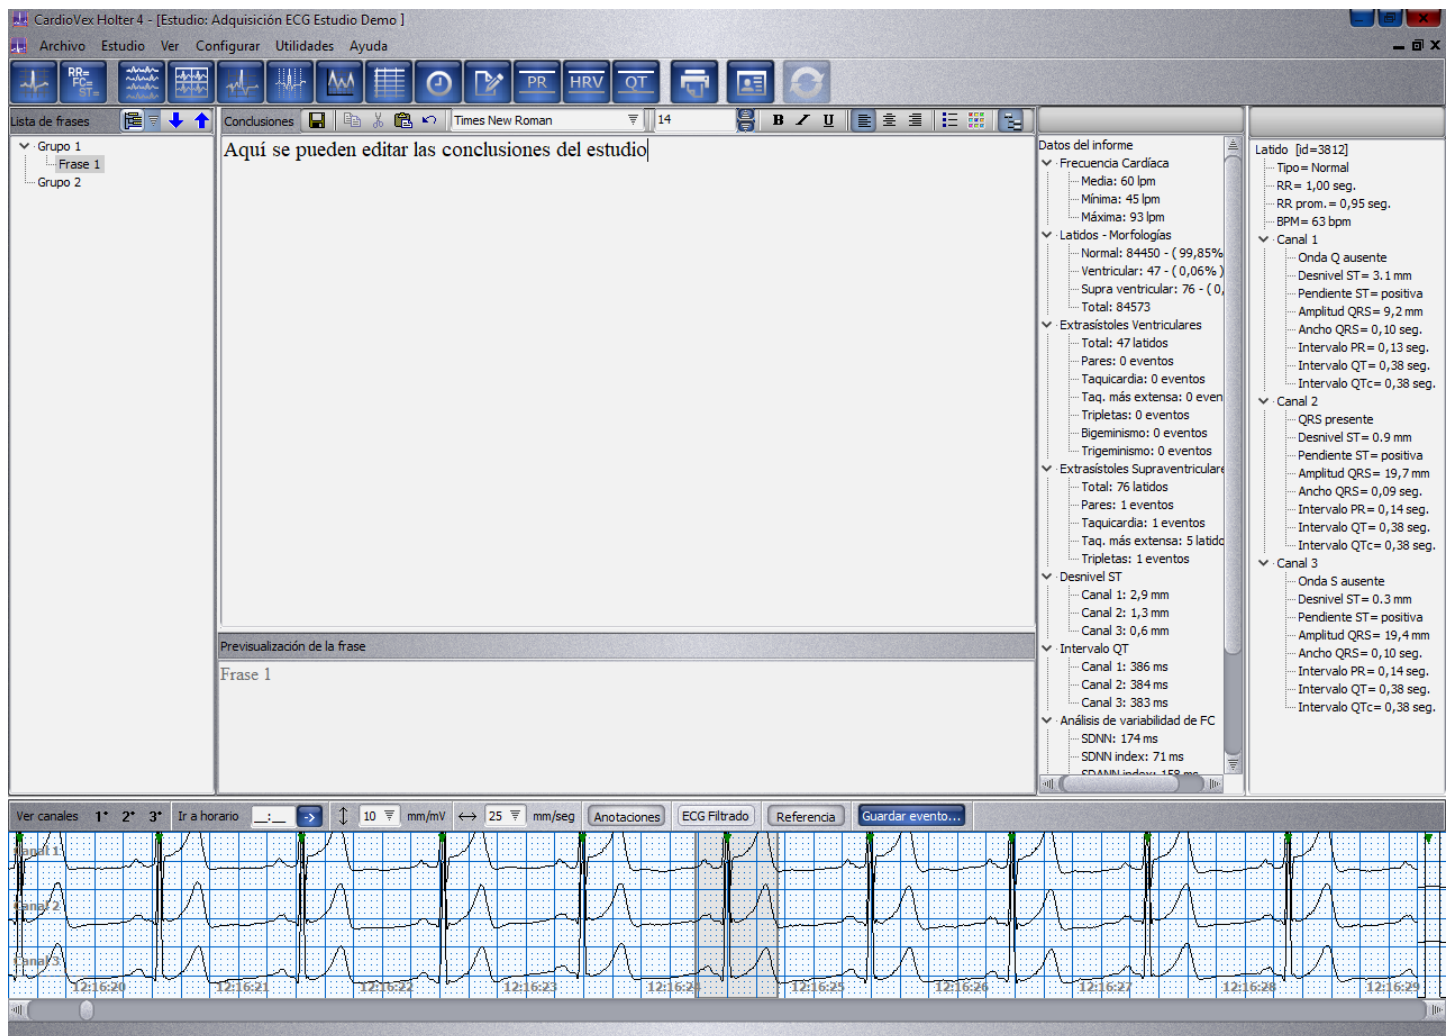 CardioVex Holter 4 - [Estudio: Adquisición ECG Estudio Demo ]
Archivo Estudio Ver Configurar Utilidades Ayuda
RR=
FC=
ST=
PR HRV QT
Lista de frases
Grupo 1
Frase 1
Grupo 2
Conclusiones Times New Roman 14 B I U
Aquí se pueden editar las conclusiones del estudio
Previsualización de la frase
Frase 1
Datos del informe
Frecuencia Cardíaca
Media: 60 lpm
Mínima: 45 lpm
Máxima: 93 lpm
Latidos - Morfologías
Normal: 84450 - ( 99,85%
Ventricular: 47 - ( 0,06% )
Supra ventricular: 76 - ( 0,
Total: 84573
Extrasístoles Ventriculares
Total: 47 latidos
Pares: 0 eventos
Taquicardia: 0 eventos
Taq. más extensa: 0 even
Tripletas: 0 eventos
Bigeminismo: 0 eventos
Trigeminismo: 0 eventos
Extrasístoles Supraventriculare
Total: 76 latidos
Pares: 1 eventos
Taquicardia: 1 eventos
Taq. más extensa: 5 latido
Tripletas: 1 eventos
Desnivel ST
Canal 1: 2,9 mm
Canal 2: 1,3 mm
Canal 3: 0,6 mm
Intervalo QT
Canal 1: 386 ms
Canal 2: 384 ms
Canal 3: 383 ms
Análisis de variabilidad de FC
SDNN: 174 ms
SDNN index: 71 ms
SDANN index: 158 ms
Latido [id=3812]
Tipo= Normal
RR= 1,00 seg.
RR prom.= 0,95 seg.
BPM= 63 bpm
Canal 1
Onda Q ausente
Desnivel ST= 3.1 mm
Pendiente ST= positiva
Amplitud QRS= 9,2 mm
Ancho QRS= 0,10 seg.
Intervalo PR= 0,13 seg.
Intervalo QT= 0,38 seg.
Intervalo QTc= 0,38 seg.
Canal 2
QRS presente
Desnivel ST= 0.9 mm
Pendiente ST= positiva
Amplitud QRS= 19,7 mm
Ancho QRS= 0,09 seg.
Intervalo PR= 0,14 seg.
Intervalo QT= 0,38 seg.
Intervalo QTc= 0,38 seg.
Canal 3
Onda S ausente
Desnivel ST= 0.3 mm
Pendiente ST= positiva
Amplitud QRS= 19,4 mm
Ancho QRS= 0,10 seg.
Intervalo PR= 0,14 seg.
Intervalo QT= 0,38 seg.
Intervalo QTc= 0,38 seg.
Ver canales 1° 2° 3° Ir a horario __:__ -> 10 mm/mV 25 mm/seg Anotaciones ECG Filtrado Referencia Guardar evento...
Canal 1
Canal 2
Canal 3
12:16:20 12:16:21 12:16:22 12:16:23 12:16:24 12:16:25 12:16:26 12:16:27 12:16:28 12:16:29